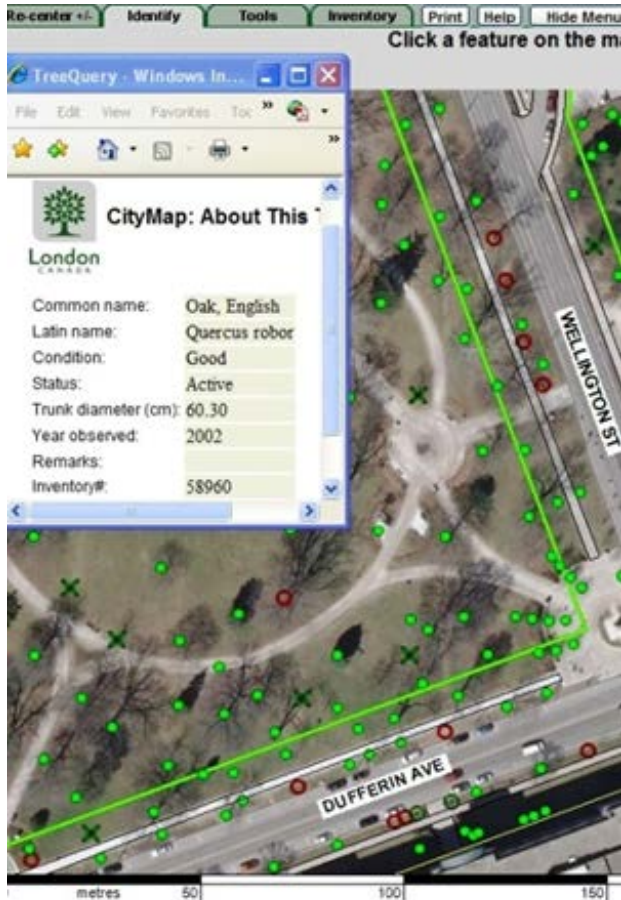 Re-center +/- Identify Tools Inventory Print Help Hide Menu
Click a feature on the ma
TreeQuery - Windows In...
File Edit View Favorites Toc »
»
CityMap: About This T
London
CANADA
Common name: Oak, English
Latin name: Quercus robor
Condition: Good
Status: Active
Trunk diameter (cm): 60.30
Year observed: 2002
Remarks:
Inventory#: 58960
WELLINGTON ST
DUFFERIN AVE
metres 50 100 150